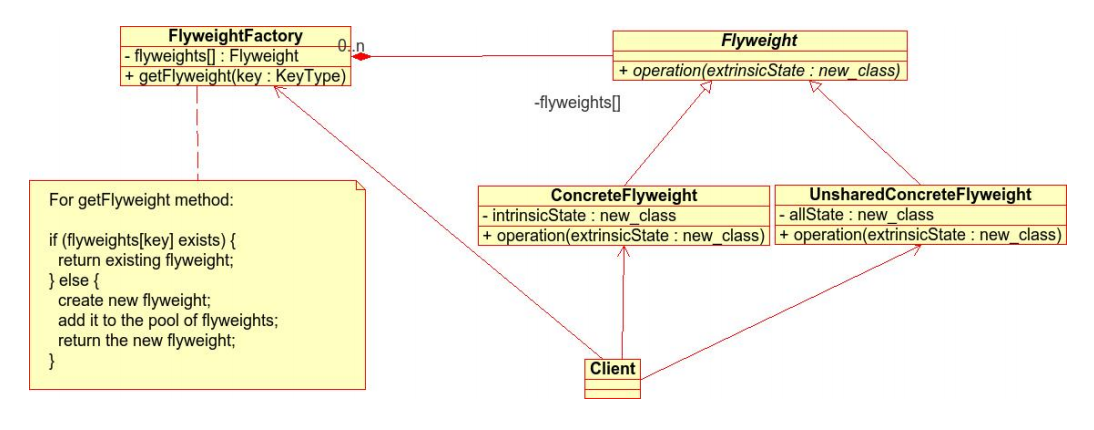 FlyweightFactory
- flyweights[] : Flyweight
+ getFlyweight(key : KeyType)
0..n
Flyweight
+ operation(extrinsicState : new_class)
-flyweights[]
For getFlyweight method:
if (flyweights[key] exists) {
return existing flyweight;
} else {
create new flyweight;
add it to the pool of flyweights;
return the new flyweight;
}
ConcreteFlyweight
- intrinsicState : new_class
+ operation(extrinsicState : new_class)
UnsharedConcreteFlyweight
- allState : new_class
+ operation(extrinsicState : new_class)
Client